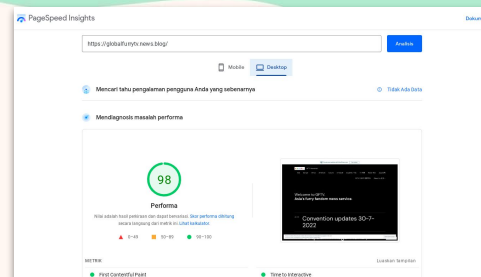 PageSpeed Insights
Dokum
https://globalfurrytv.news.blog/
Analisis
Mobile
Desktop
Mencari tahu pengalaman pengguna Anda yang sebenarnya
Tidak Ada Data
Mendiagnosis masalah performa
98
Performa
Nilai adalah hasil perkiraan dan dapat bervariasi. Skor performa dihitung
secara langsung dari metrik ini. Lihat kalkulator.
0–49
50–89
90–100
Welcome to GFTV.
Asia's furry fandom news service
Convention updates 30-7-
2022
METRIK
Luaskan tampilan
First Contentful Paint
Time to Interactive